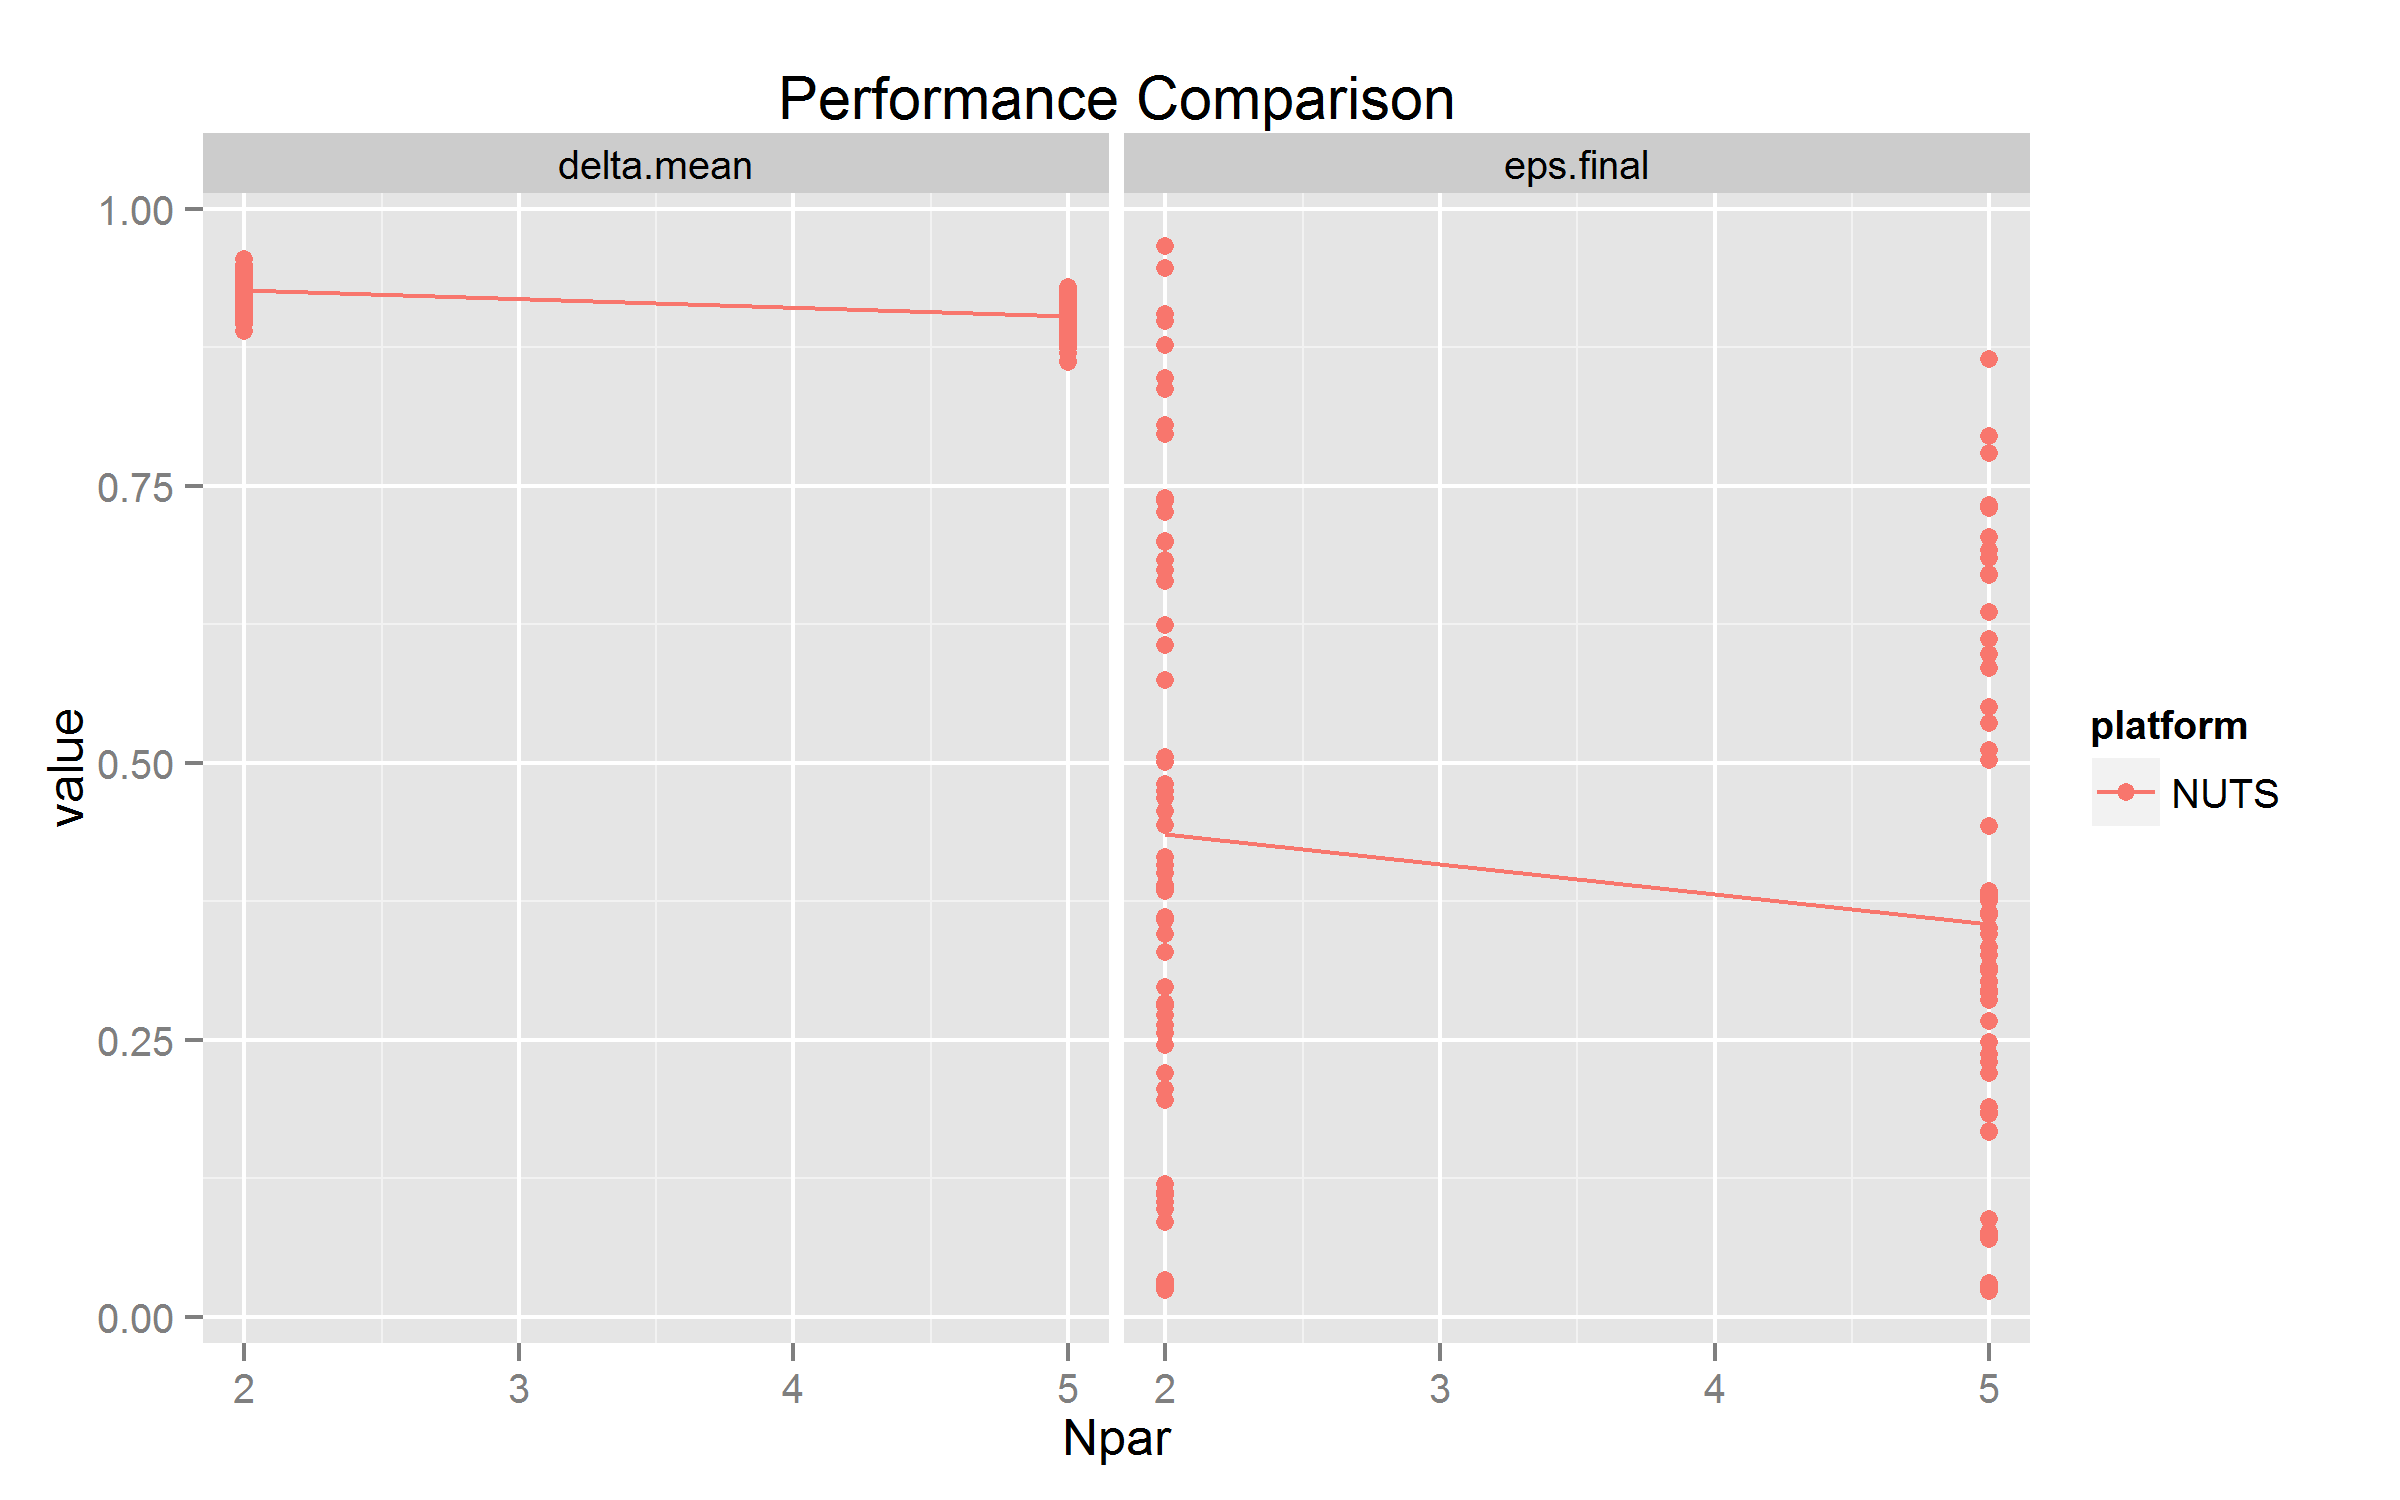 Performance Comparison
delta.mean
eps.final
1.00
0.75
0.50
0.25
0.00
value
2 3 4 5
2 3 4 5
Npar
platform
NUTS